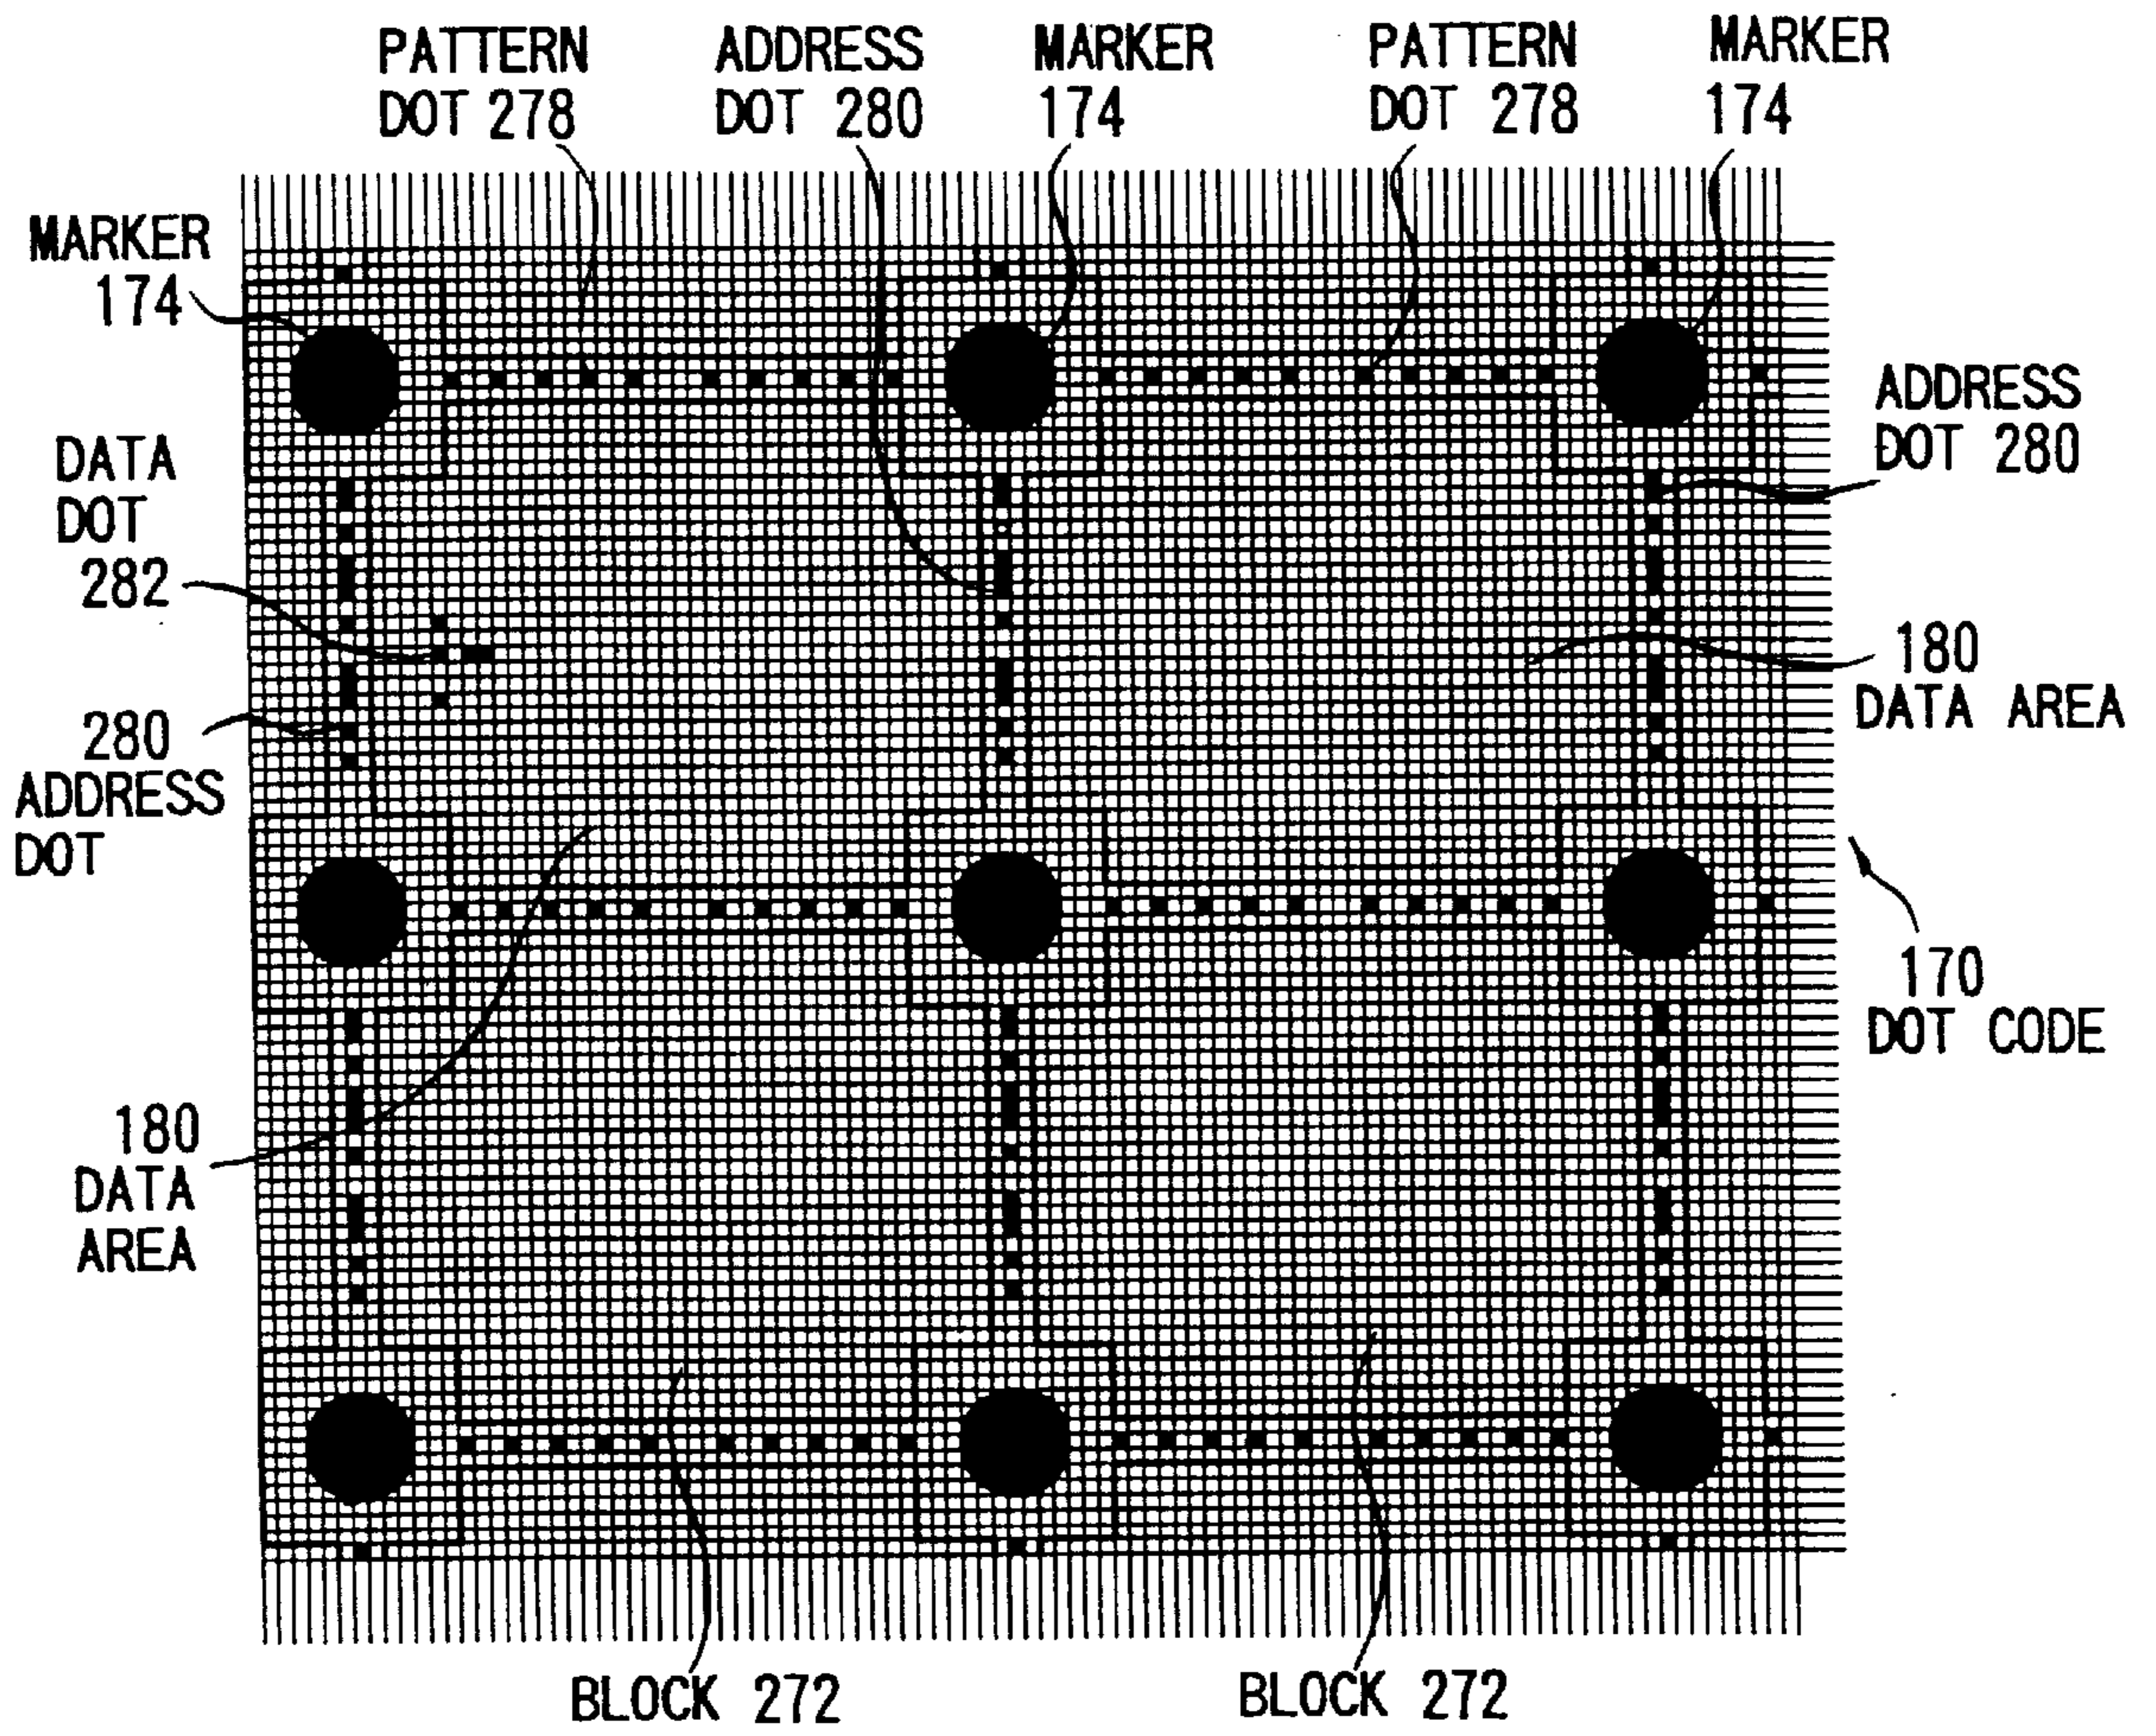 PATTERN
DOT 278
ADDRESS
DOT 280
MARKER
174
PATTERN
DOT 278
MARKER
174
MARKER
174
ADDRESS
DOT 280
DATA
DOT
282
180
DATA AREA
280
ADDRESS
DOT
170
DOT CODE
180
DATA
AREA
BLOCK 272
BLOCK 272